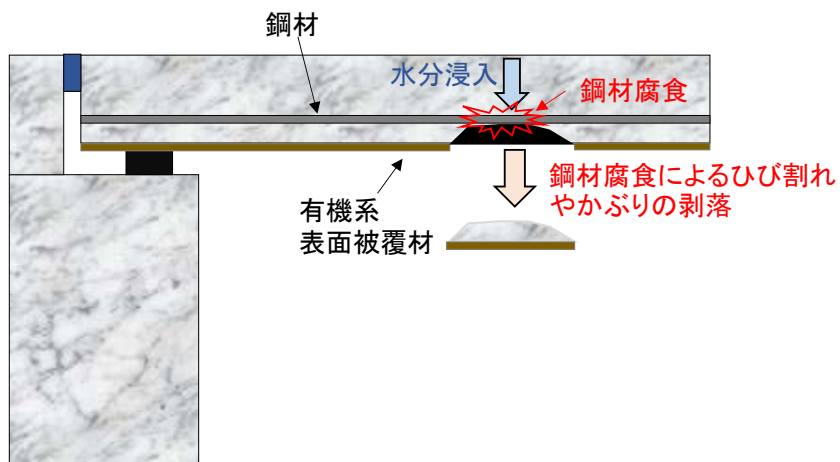 鋼材
水分浸入
鋼材腐食
鋼材腐食によるひび割れ
やかぶりの剥落
有機系
表面被覆材